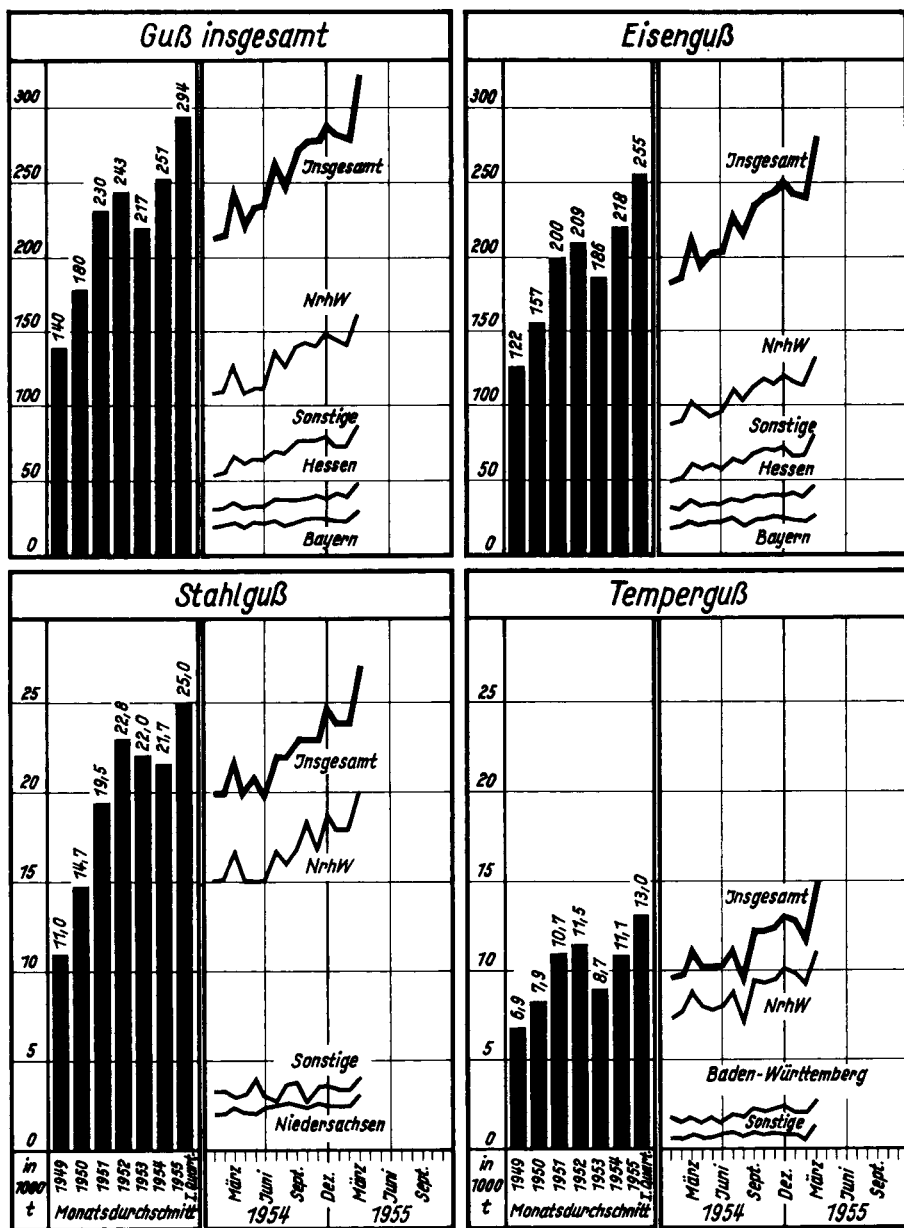 Guß insgesamt
300
250
200
150
100
50
0
140
180
230
243
217
251
294
Insgesamt
NrhW
Sonstige
Hessen
Bayern
Eisenguß
300
250
200
150
100
50
0
122
157
200
209
186
218
255
Insgesamt
NrhW
Sonstige
Hessen
Bayern
Stahlguß
25
20
15
10
5
0
11,0
14,7
19,5
22,8
22,0
21,7
25,0
Insgesamt
NrhW
Sonstige
Niedersachsen
in 1000 t
1949
1950
1951
1952
1953
1954
1955 I. Quart.
Monatsdurchschnitt
März
Juni
Sept.
Dez.
März
Juni
Sept.
1954
1955
Temperguß
25
20
15
10
5
0
6,9
7,9
10,7
11,5
8,7
11,1
13,0
Insgesamt
NrhW
Baden-Württemberg
Sonstige
in 1000 t
1949
1950
1951
1952
1953
1954
1955 I. Quart.
Monatsdurchschnitt
März
Juni
Sept.
Dez.
März
Juni
Sept.
1954
1955